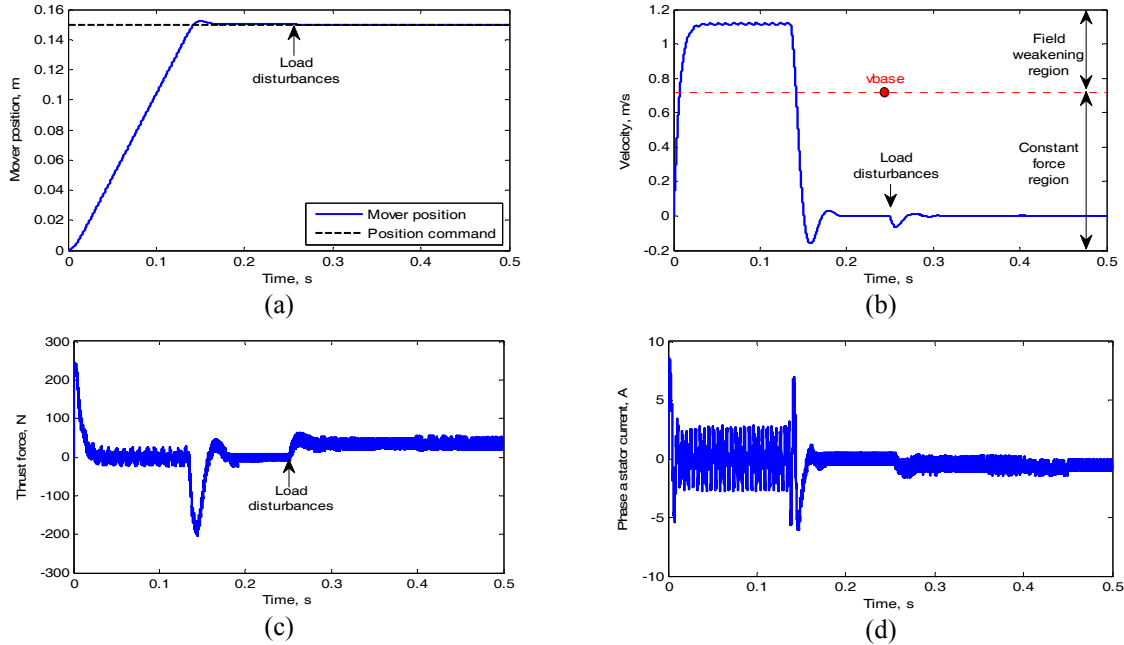 0.16
0.14
0.12
0.1
0.08
0.06
0.04
0.02
0
Mover position, m
Load
disturbances
Mover position
Position command
0 0.1 0.2 0.3 0.4 0.5
Time, s
(a)
1.2
1
0.8
0.6
0.4
0.2
0
-0.2
Velocity, m/s
vbase
Load
disturbances
Field
weakening
region
Constant
force
region
0 0.1 0.2 0.3 0.4 0.5
Time, s
(b)
300
200
100
0
-100
-200
-300
Thrust force, N
Load
disturbances
0 0.1 0.2 0.3 0.4 0.5
Time, s
(c)
10
5
0
-5
-10
Phase a stator current, A
0 0.1 0.2 0.3 0.4 0.5
Time, s
(d)